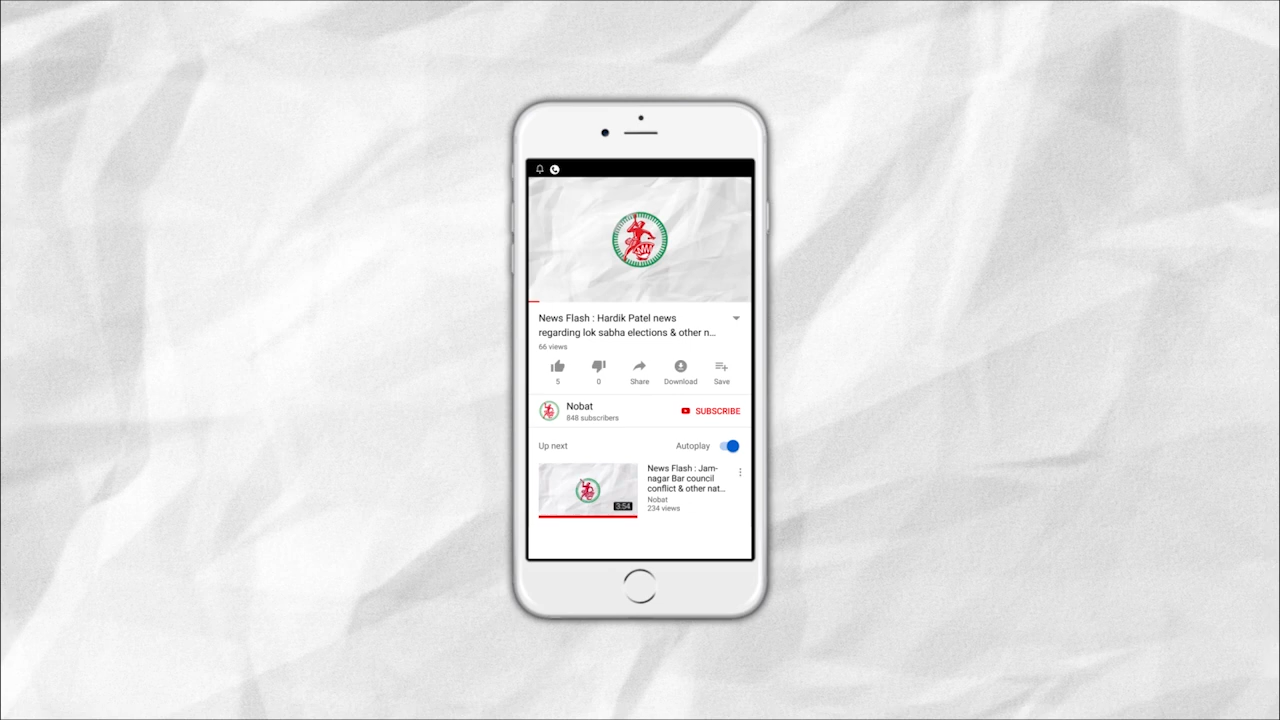 News Flash : Hardik Patel news
regarding lok sabha elections & other n...
66 views
5
0
Share
Download
Save
Nobat
848 subscribers
SUBSCRIBE
Up next
Autoplay
3:54
News Flash : Jam-
nagar Bar council
conflict & other nat...
Nobat
234 views